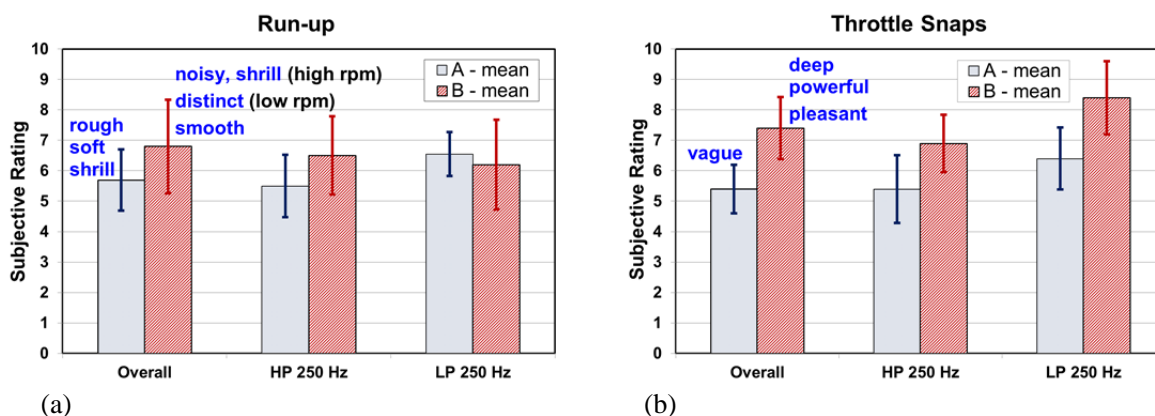 Run-up
10
9
8
7
6
5
4
3
2
1
0
Subjective Rating
noisy, shrill (high rpm)
distinct (low rpm)
smooth
rough
soft
shrill
A - mean
B - mean
Overall
HP 250 Hz
LP 250 Hz
(a)
Throttle Snaps
10
9
8
7
6
5
4
3
2
1
0
Subjective Rating
deep
powerful
pleasant
vague
A - mean
B - mean
Overall
HP 250 Hz
LP 250 Hz
(b)